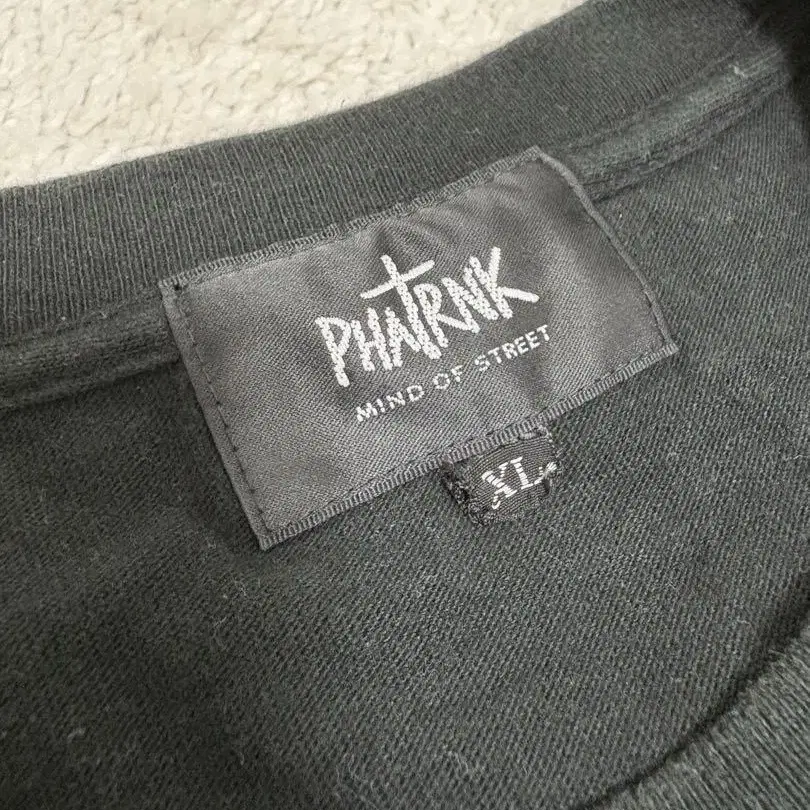 PHATRNK
MIND OF STREET
XL